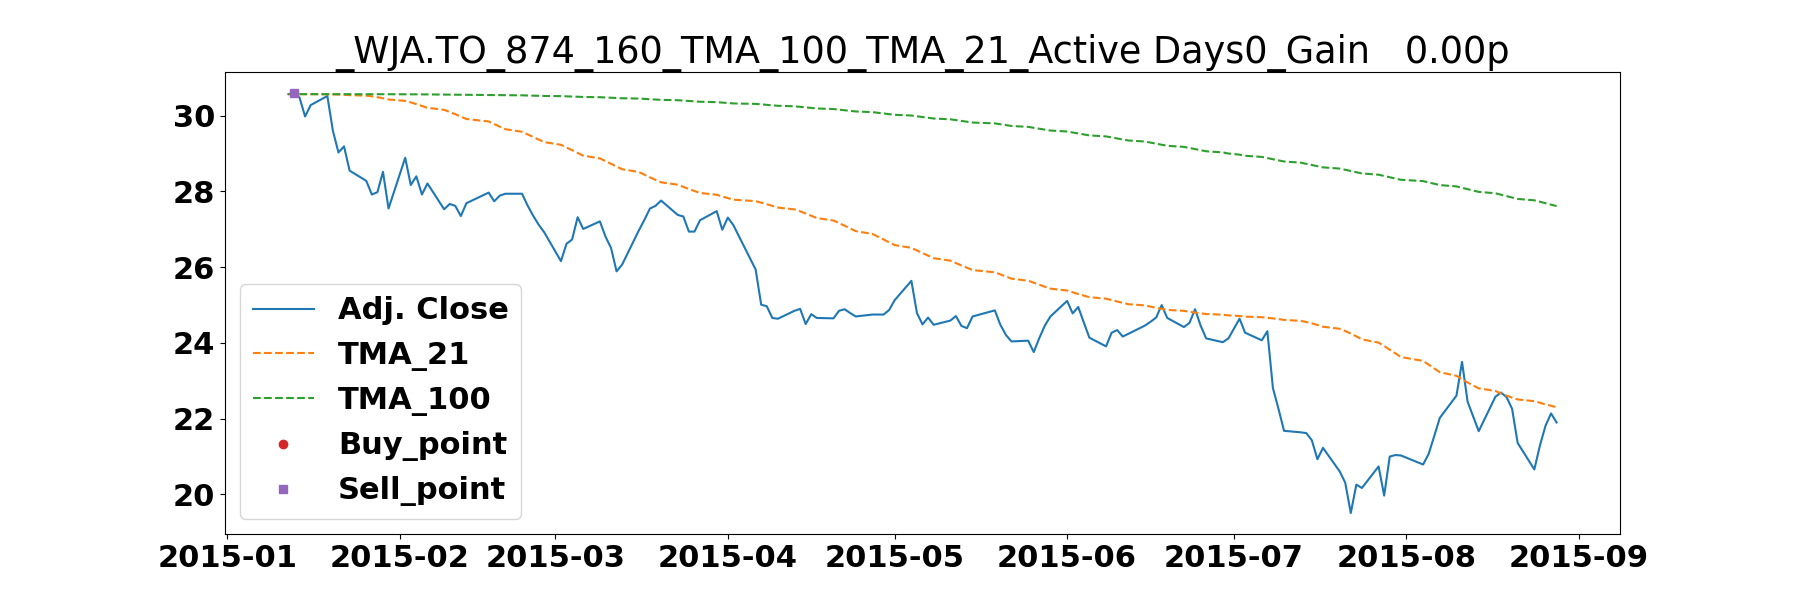 _WJA.TO_874_160_TMA_100_TMA_21_Active Days0_Gain   0.00p
30
28
26
24
22
20
Adj. Close
TMA_21
TMA_100
Buy_point
Sell_point
2015-01 2015-02 2015-03 2015-04 2015-05 2015-06 2015-07 2015-08 2015-09